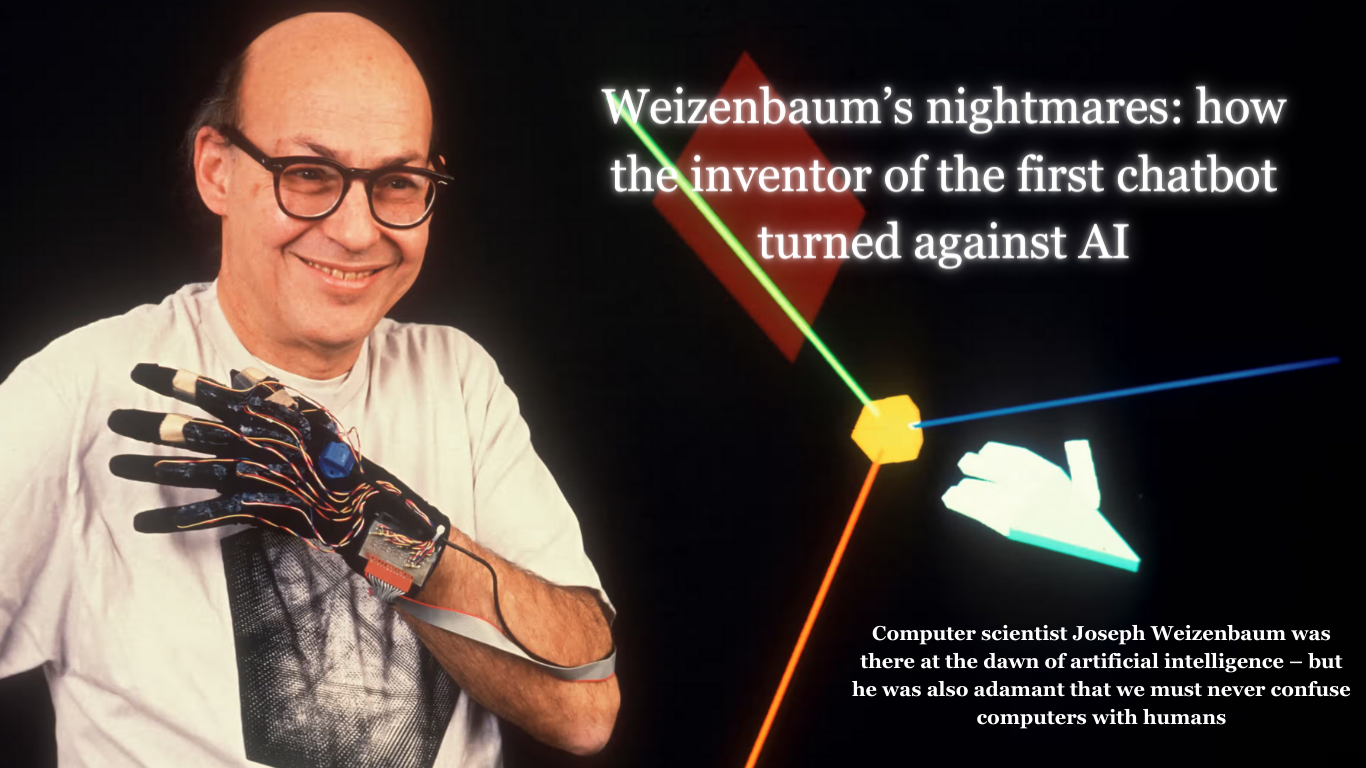 Weizenbaum’s nightmares: how
the inventor of the first chatbot
turned against AI
Computer scientist Joseph Weizenbaum was
there at the dawn of artificial intelligence – but
he was also adamant that we must never confuse
computers with humans